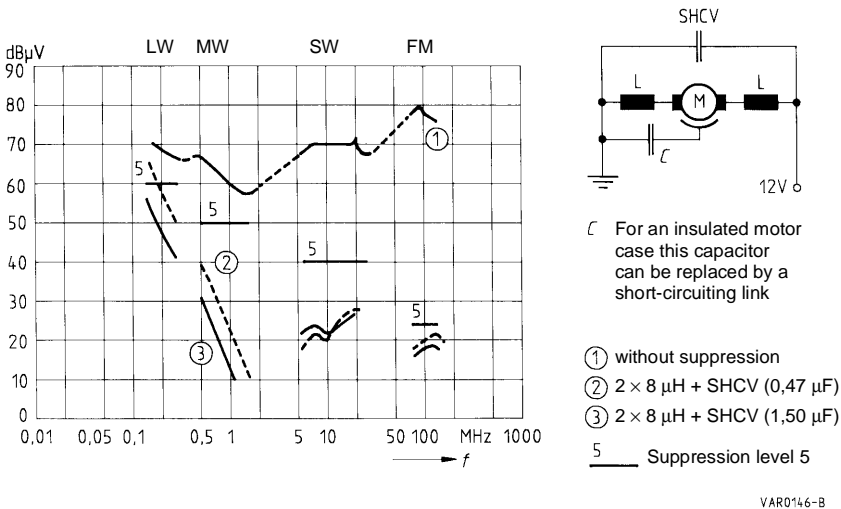 LW MW SW FM
dBµV
90
80
70
60
50
40
30
20
10
0
0,01 0,05 0,1 0,5 1 5 10 50 100 MHz 1000
f
5
5
5
5
1
2
3
SHCV
L M L
C
12V
C For an insulated motor
case this capacitor
can be replaced by a
short-circuiting link
1 without suppression
2 2 × 8 µH + SHCV (0,47 µF)
3 2 × 8 µH + SHCV (1,50 µF)
5 Suppression level 5
VAR0146-B